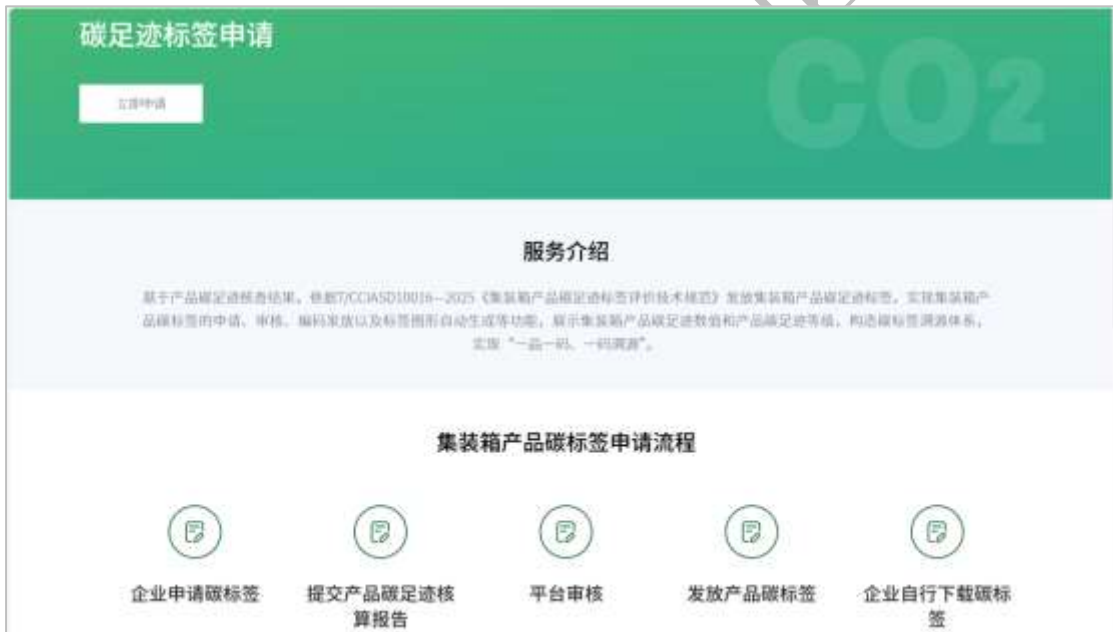 碳足迹标签申请
CO2
立即申请
服务介绍
基于产品碳足迹核查结果，依据T/CCIASD10016—2025《集装箱产品碳足迹标签评价技术规范》发放集装箱产品碳足迹标签，实现集装箱产
品碳标签的申请、审核、编码发放以及标签图形自动生成等功能，展示集装箱产品碳足迹数值和产品碳足迹等级，构造碳标签溯源体系，
实现“一品一码、一码溯源”。
集装箱产品碳标签申请流程
企业申请碳标签
提交产品碳足迹核
算报告
平台审核
发放产品碳标签
企业自行下载碳标
签